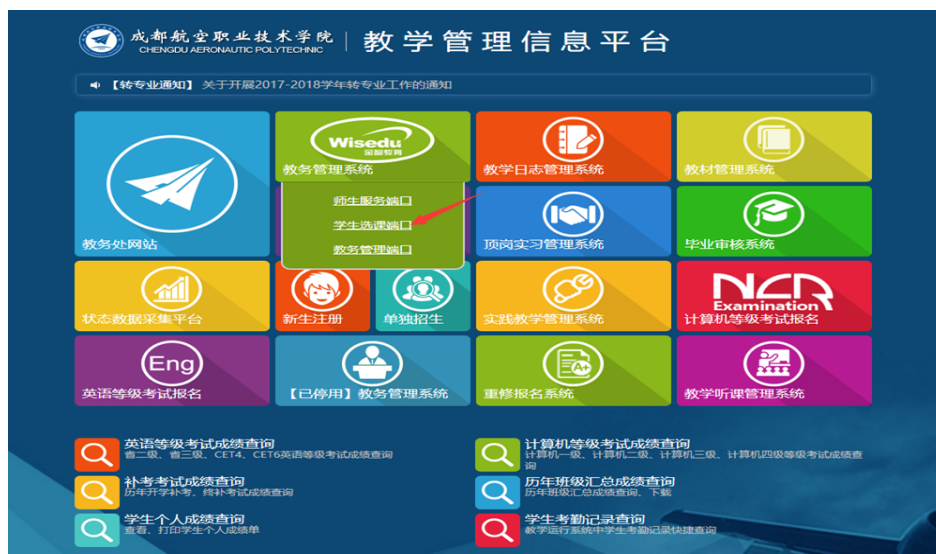 成都航空职业技术学院
CHENGDU AERONAUTIC POLYTECHNIC
教学管理信息平台
【转专业通知】 关于开展2017-2018学年转专业工作的通知
教务处网站
Wisedu
金智教育
教务管理系统
师生服务端口
学生选课端口
教务管理端口
教学日志管理系统
教材管理系统
顶岗实习管理系统
毕业审核系统
状态数据采集平台
新生注册
单独招生
实践教学管理系统
NCR
Examination
计算机等级考试报名
Eng
英语等级考试报名
【已停用】教务管理系统
A+
重修报名系统
教学听课管理系统
英语等级考试成绩查询
省二级、省三级、CET4、CET6英语等级考试成绩查询
计算机等级考试成绩查询
计算机一级、计算机二级、计算机三级、计算机四级等级考试成绩查
询
补考考试成绩查询
历年开学补考、终补考试成绩查询
历年班级汇总成绩查询
历年班级汇总成绩查询、下载
学生个人成绩查询
查看、打印学生个人成绩单
学生考勤记录查询
教学运行系统中学生考勤记录快捷查询